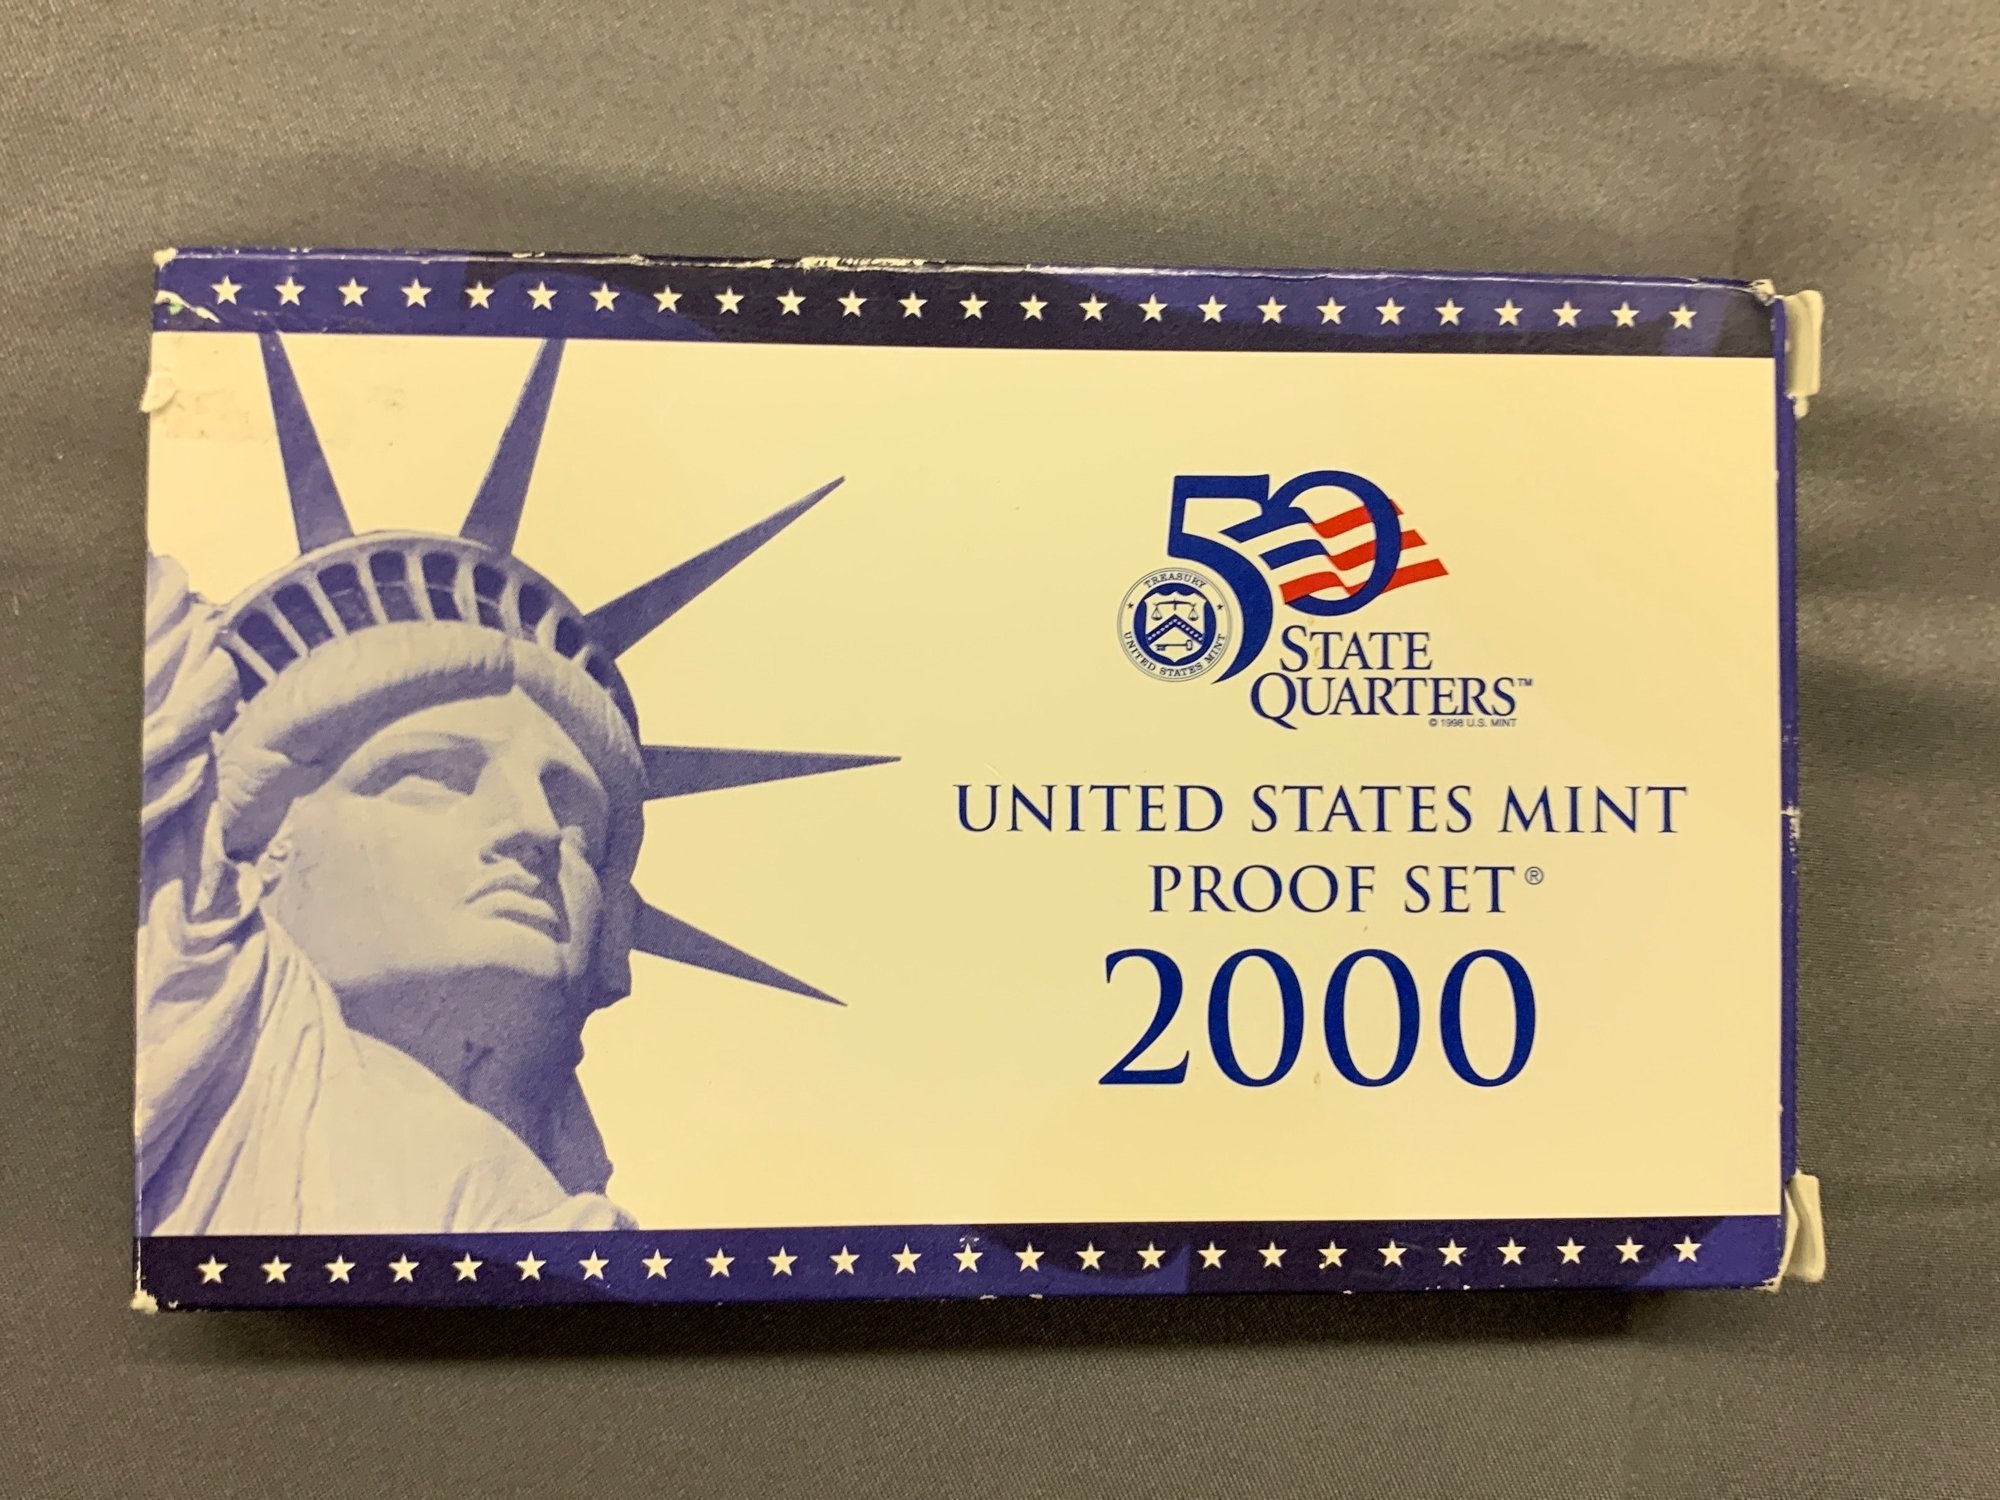 50
TREASURY
UNITED STATES MINT
STATE
QUARTERS™
© 1998 U.S. MINT
UNITED STATES MINT
PROOF SET®
2000